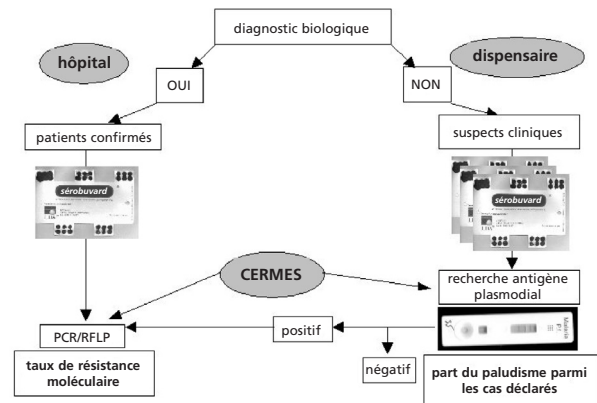 diagnostic biologique
hôpital
dispensaire
OUI
NON
patients confirmés
suspects cliniques
sérobuvard
sérobuvard
CERMES
recherche antigène
plasmodial
PCR/RFLP
positif
négatif
Malaria
P.f.
taux de résistance
moléculaire
part du paludisme parmi
les cas déclarés